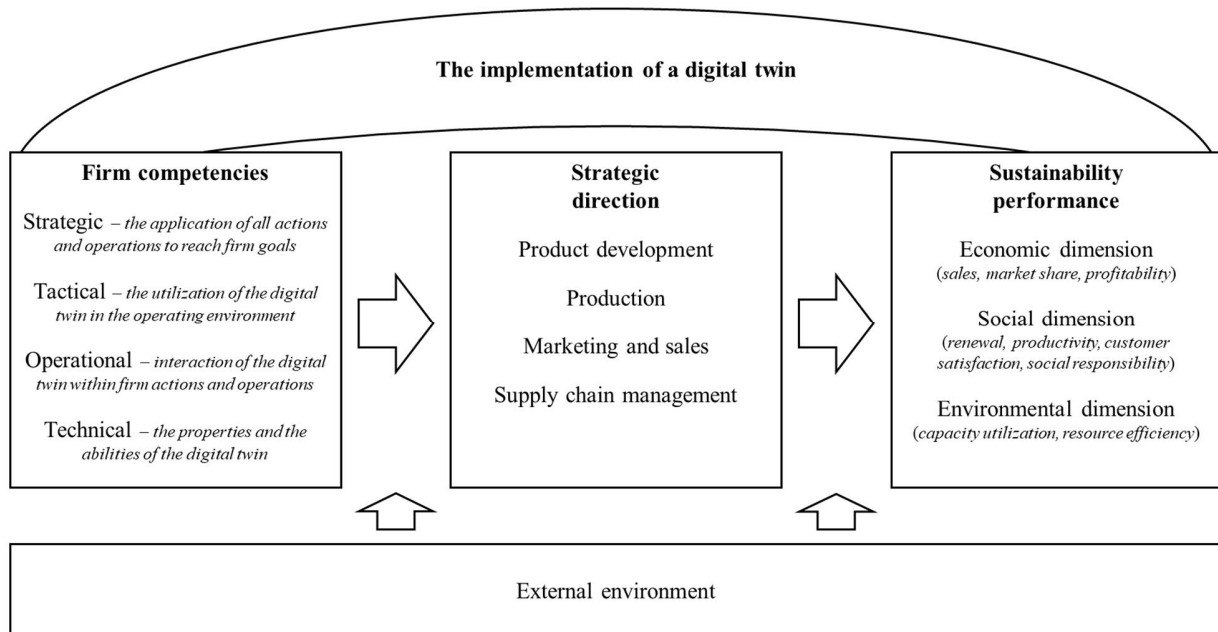 The implementation of a digital twin
Firm competencies
Strategic – the application of all actions
and operations to reach firm goals
Tactical – the utilization of the digital
twin in the operating environment
Operational – interaction of the digital
twin within firm actions and operations
Technical – the properties and the
abilities of the digital twin
Strategic
direction
Product development
Production
Marketing and sales
Supply chain management
Sustainability
performance
Economic dimension
(sales, market share, profitability)
Social dimension
(renewal, productivity, customer
satisfaction, social responsibility)
Environmental dimension
(capacity utilization, resource efficiency)
External environment